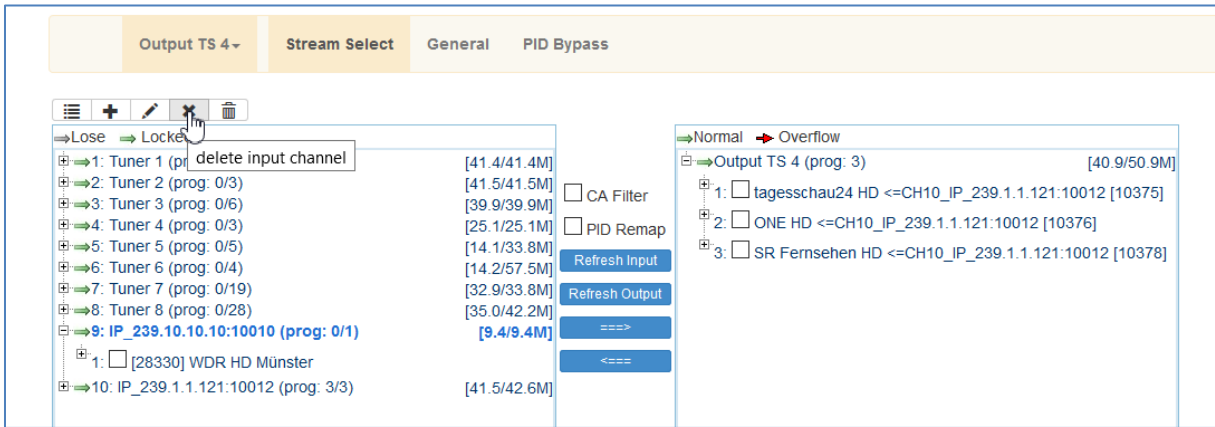 Output TS 4 Stream Select General PID Bypass
Lose Locke
delete input channel
1: Tuner 1 (pr [41.4/41.4M]
2: Tuner 2 (prog: 0/3) [41.5/41.5M]
3: Tuner 3 (prog: 0/6) [39.9/39.9M]
4: Tuner 4 (prog: 0/3) [25.1/25.1M]
5: Tuner 5 (prog: 0/5) [14.1/33.8M]
6: Tuner 6 (prog: 0/4) [14.2/57.5M]
7: Tuner 7 (prog: 0/19) [32.9/33.8M]
8: Tuner 8 (prog: 0/28) [35.0/42.2M]
9: IP_239.10.10.10:10010 (prog: 0/1) [9.4/9.4M]
1: [28330] WDR HD Münster
10: IP_239.1.1.121:10012 (prog: 3/3) [41.5/42.6M]
CA Filter
PID Remap
Refresh Input
Refresh Output
===>
<===
Normal Overflow
Output TS 4 (prog: 3) [40.9/50.9M]
1: tagesschau24 HD <=CH10_IP_239.1.1.121:10012 [10375]
2: ONE HD <=CH10_IP_239.1.1.121:10012 [10376]
3: SR Fernsehen HD <=CH10_IP_239.1.1.121:10012 [10378]